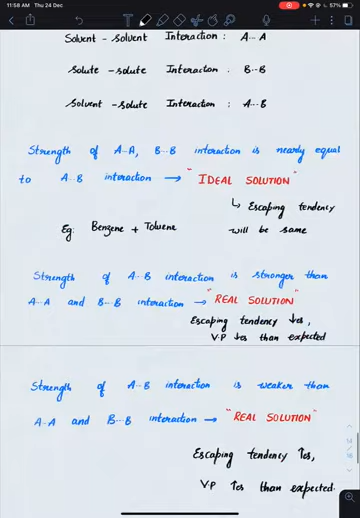 11:58 AM Thu 24 Dec
57%
Solvent - Solvent Interaction : A--- A
Solute - solute Interaction . B--- B
Solvent - solute Interaction : A--- B
Strength of A--A, B--- B interaction is nearly equal
to A--B interaction → "IDEAL SOLUTION"
↳ Escaping tendency
will be same
Eg: Benzene + Toluene
Strength of A--B interaction is stronger than
A--A and B--- B interaction → "REAL SOLUTION"
Escaping tendency ↓es,
V.P ↓es than expected
Strength of A--B interaction is weaker than
A--A and B--- B interaction → "REAL SOLUTION"
Escaping tendency ↑es,
V.P ↑es than expected.